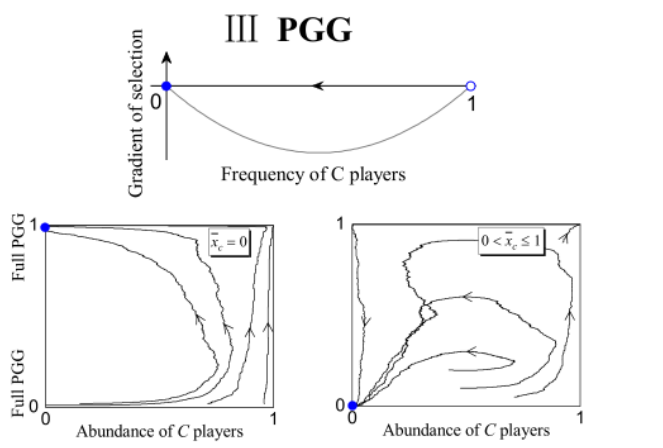 III PGG
Gradient of selection
0
1
Frequency of C players
Full PGG
Full PGG
1
0
x̄c = 0
0
1
Abundance of C players
1
0
0 < x̄c ≤ 1
0
1
Abundance of C players